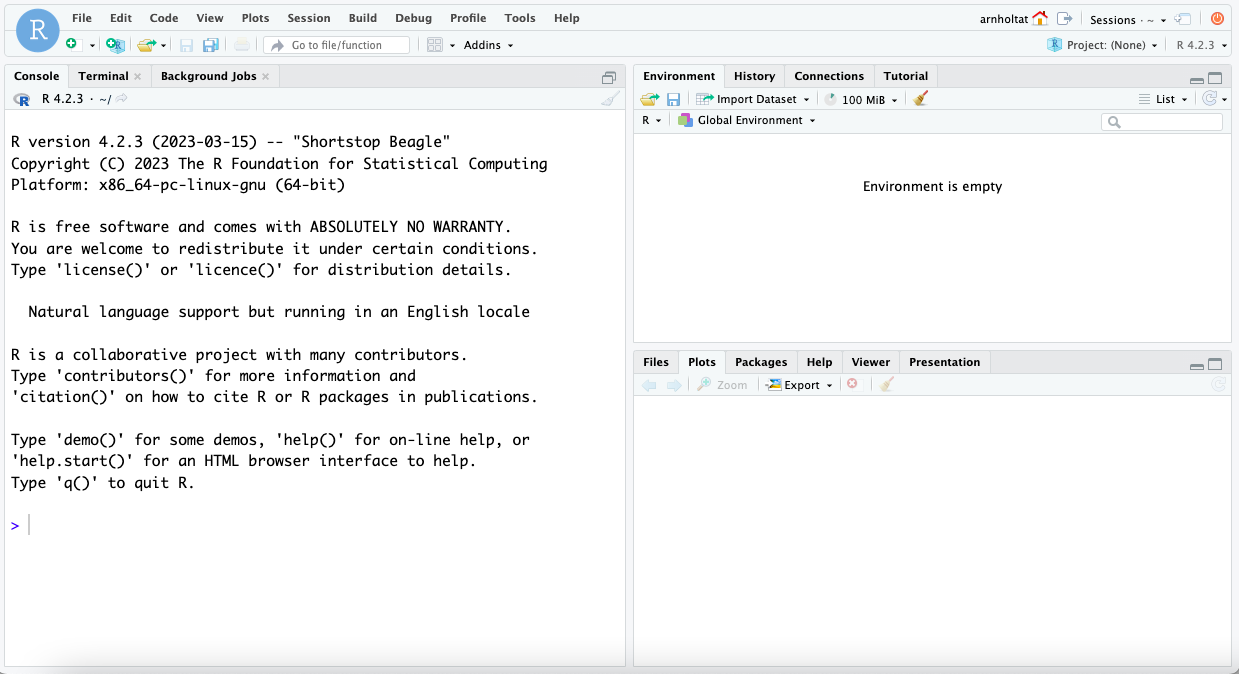 R
File Edit Code View Plots Session Build Debug Profile Tools Help
arnholtat Sessions · ~
Go to file/function Addins
Project: (None) R 4.2.3
Console Terminal Background Jobs
R 4.2.3 · ~/
R version 4.2.3 (2023-03-15) -- "Shortstop Beagle"
Copyright (C) 2023 The R Foundation for Statistical Computing
Platform: x86_64-pc-linux-gnu (64-bit)
R is free software and comes with ABSOLUTELY NO WARRANTY.
You are welcome to redistribute it under certain conditions.
Type 'license()' or 'licence()' for distribution details.
Natural language support but running in an English locale
R is a collaborative project with many contributors.
Type 'contributors()' for more information and
'citation()' on how to cite R or R packages in publications.
Type 'demo()' for some demos, 'help()' for on-line help, or
'help.start()' for an HTML browser interface to help.
Type 'q()' to quit R.
>
Environment History Connections Tutorial
Import Dataset 100 MiB List
R Global Environment
Environment is empty
Files Plots Packages Help Viewer Presentation
Zoom Export